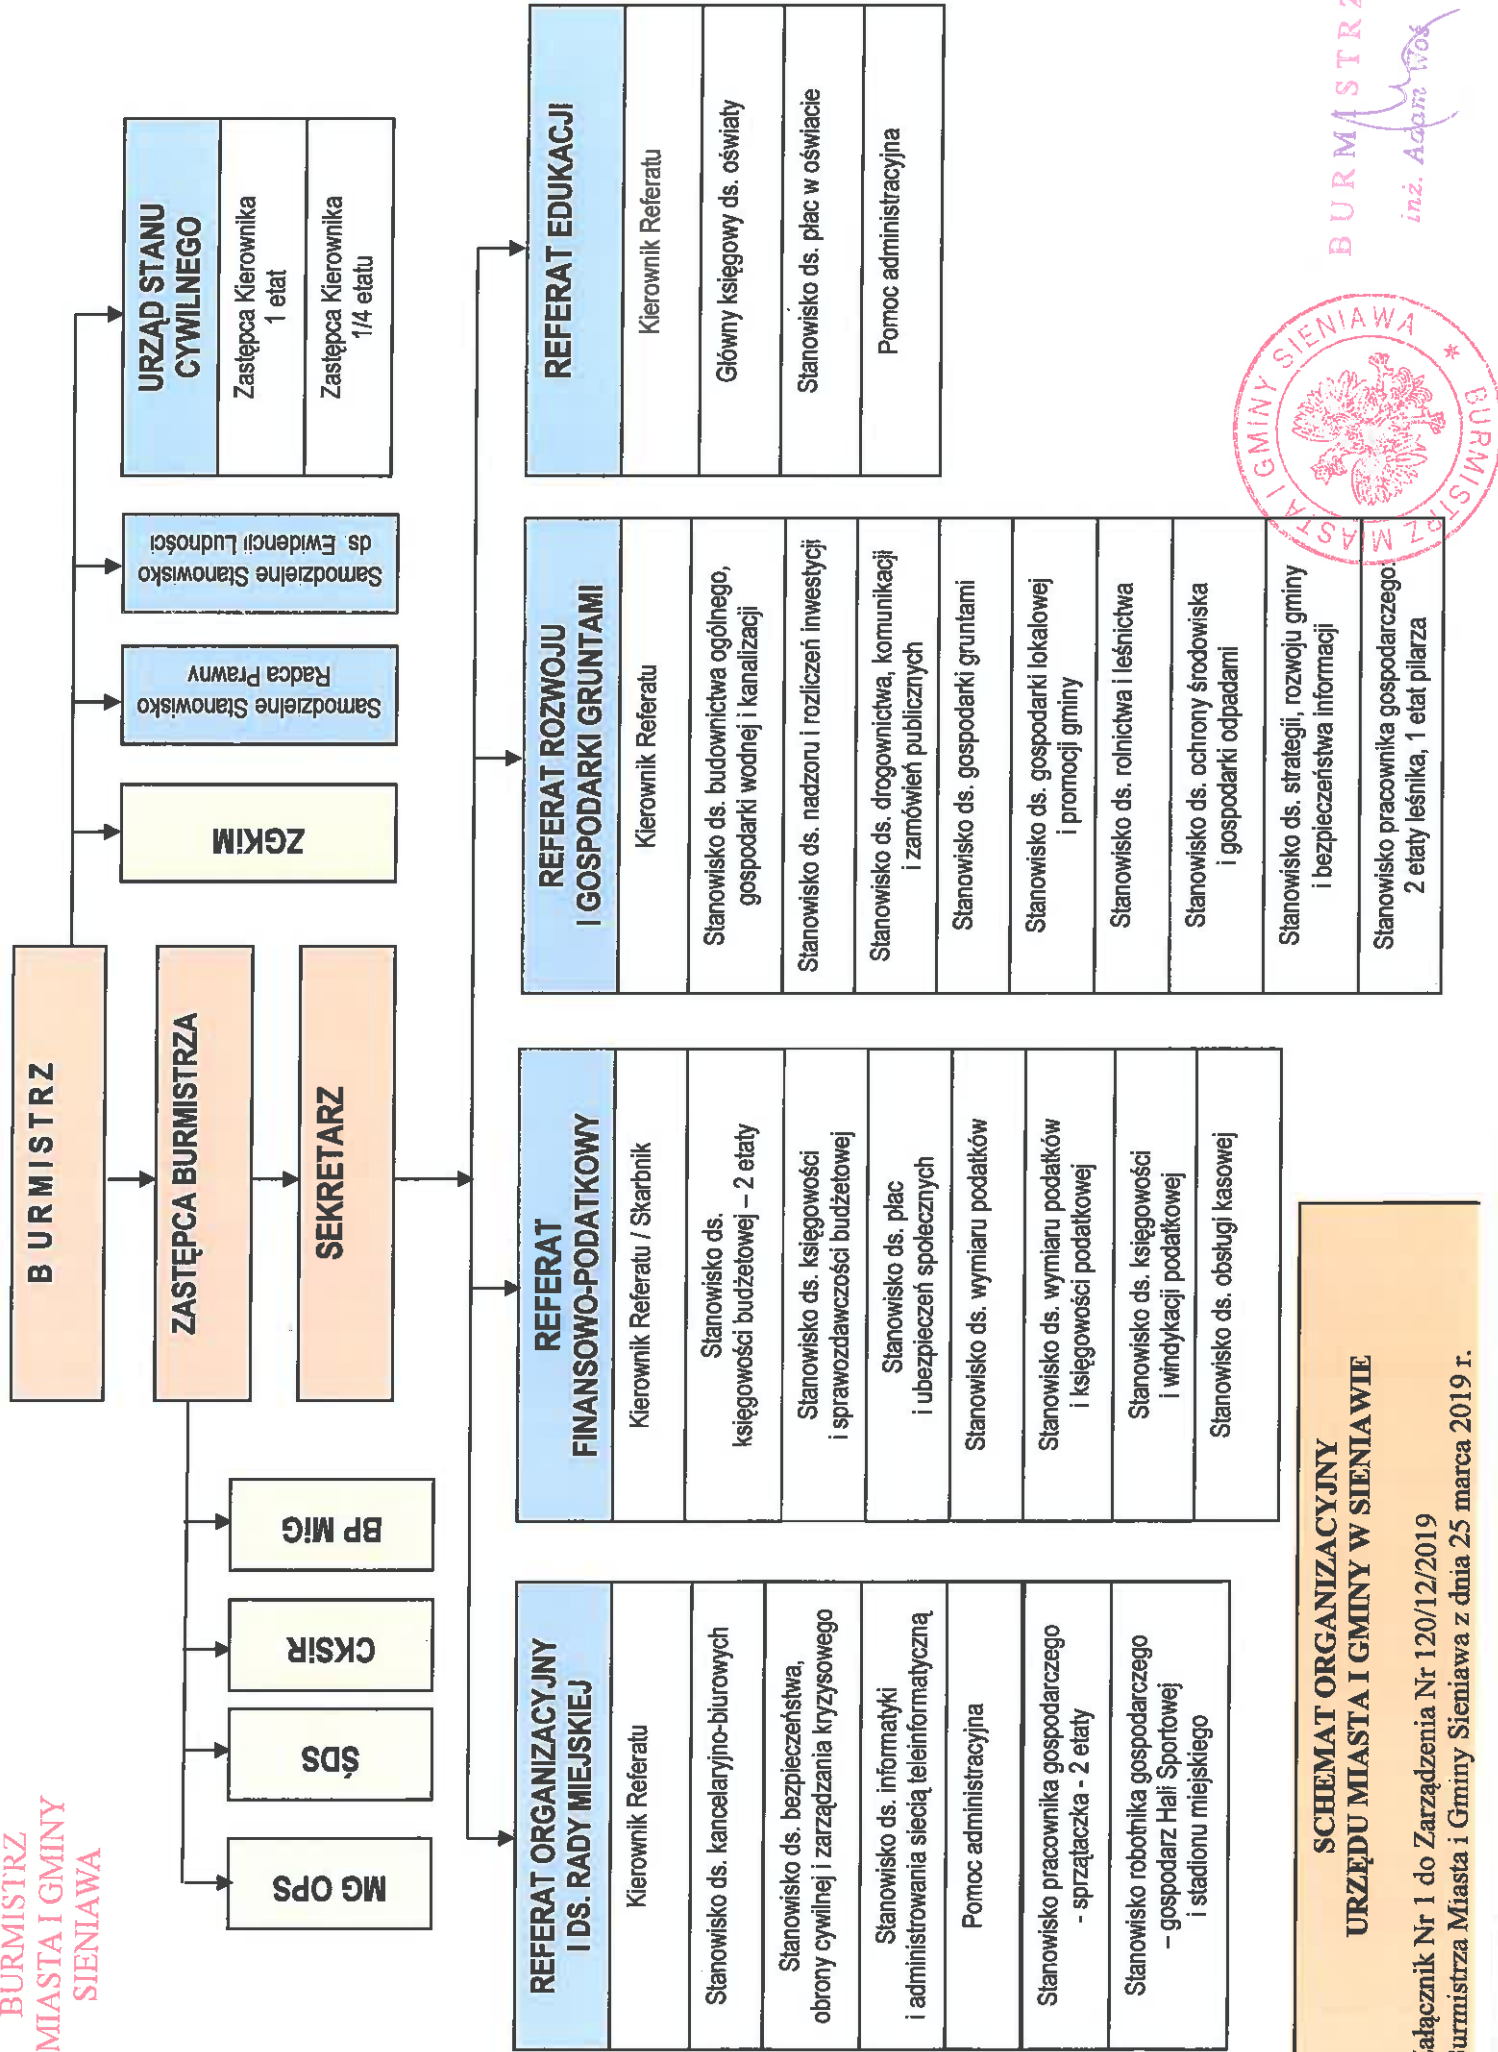 BURMISTRZ
MIASTA I GMINY
SIENIAWA
B U R M I S T R Z
ZASTĘPCA BURMISTRZA
SEKRETARZ
MG OPS
ŚDS
CKSiR
BP MiG
ZGKiM
Samodzielne Stanowisko
Radca Prawny
Samodzielne Stanowisko
ds. Ewidencji Ludności
URZĄD STANU
CYWILNEGO
Zastępca Kierownika
1 etat
Zastępca Kierownika
1/4 etatu
REFERAT ORGANIZACYJNY
I DS. RADY MIEJSKIEJ
Kierownik Referatu
Stanowisko ds. kancelaryjno-biurowych
Stanowisko ds. bezpieczeństwa,
obrony cywilnej i zarządzania kryzysowego
Stanowisko ds. informatyki
i administrowania siecią teleinformatyczną
Pomoc administracyjna
Stanowisko pracownika gospodarczego
- sprzątaczka - 2 etaty
Stanowisko robotnika gospodarczego
– gospodarz Hali Sportowej
i stadionu miejskiego
REFERAT
FINANSOWO-PODATKOWY
Kierownik Referatu / Skarbnik
Stanowisko ds.
księgowości budżetowej – 2 etaty
Stanowisko ds. księgowości
i sprawozdawczości budżetowej
Stanowisko ds. płac
i ubezpieczeń społecznych
Stanowisko ds. wymiaru podatków
Stanowisko ds. wymiaru podatków
i księgowości podatkowej
Stanowisko ds. księgowości
i windykacji podatkowej
Stanowisko ds. obsługi kasowej
REFERAT ROZWOJU
I GOSPODARKI GRUNTAMI
Kierownik Referatu
Stanowisko ds. budownictwa ogólnego,
gospodarki wodnej i kanalizacji
Stanowisko ds. nadzoru i rozliczeń inwestycji
Stanowisko ds. drogownictwa, komunikacji
i zamówień publicznych
Stanowisko ds. gospodarki gruntami
Stanowisko ds. gospodarki lokalowej
i promocji gminy
Stanowisko ds. rolnictwa i leśnictwa
Stanowisko ds. ochrony środowiska
i gospodarki odpadami
Stanowisko ds. strategii, rozwoju gminy
i bezpieczeństwa informacji
Stanowisko pracownika gospodarczego:
2 etaty leśnika, 1 etat pilarza
REFERAT EDUKACJI
Kierownik Referatu
Główny księgowy ds. oświaty
Stanowisko ds. płac w oświacie
Pomoc administracyjna
SCHEMAT ORGANIZACYJNY
URZĘDU MIASTA I GMINY W SIENIAWIE
Załącznik Nr 1 do Zarządzenia Nr 120/12/2019
Burmistrza Miasta i Gminy Sieniawa z dnia 25 marca 2019 r.
BURMISTRZ MIASTA I GMINY SIENIAWA *
B U R M I S T R Z
inż. Adam Woś